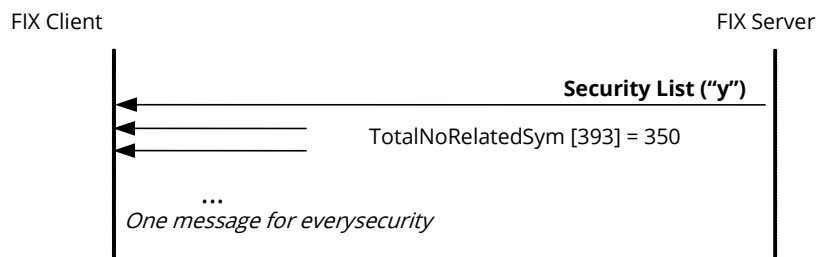 FIX Client
FIX Server
Security List (“y”)
TotalNoRelatedSym [393] = 350
...
One message for everysecurity